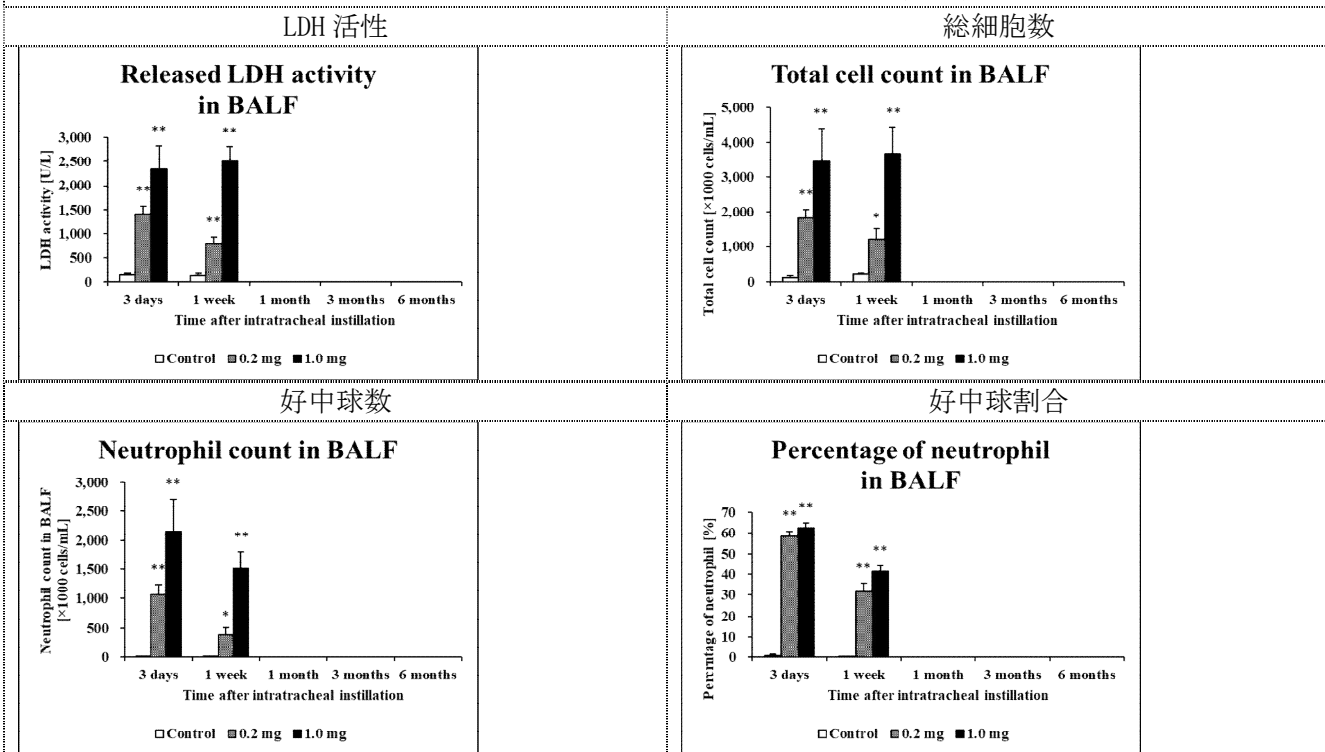 LDH 活性
Released LDH activity
in BALF
LDH activity [U/L]
3,000
2,500
2,000
1,500
1,000
500
0
**
**
**
**
3 days 1 week 1 month 3 months 6 months
Time after intratracheal instillation
Control 0.2 mg 1.0 mg
総細胞数
Total cell count in BALF
Total cell count [×1000 cells/mL]
5,000
4,000
3,000
2,000
1,000
0
**
**
*
**
3 days 1 week 1 month 3 months 6 months
Time after intratracheal instillation
Control 0.2 mg 1.0 mg
好中球数
Neutrophil count in BALF
Neutrophil count in BALF
[×1000 cells/mL]
3,000
2,500
2,000
1,500
1,000
500
0
**
**
*
**
3 days 1 week 1 month 3 months 6 months
Time after intratracheal instillation
Control 0.2 mg 1.0 mg
好中球割合
Percentage of neutrophil
in BALF
Percrntage of neutrophil [%]
70
60
50
40
30
20
10
0
**
**
**
**
3 days 1 week 1 month 3 months 6 months
Time after intratracheal instillation
Control 0.2 mg 1.0 mg